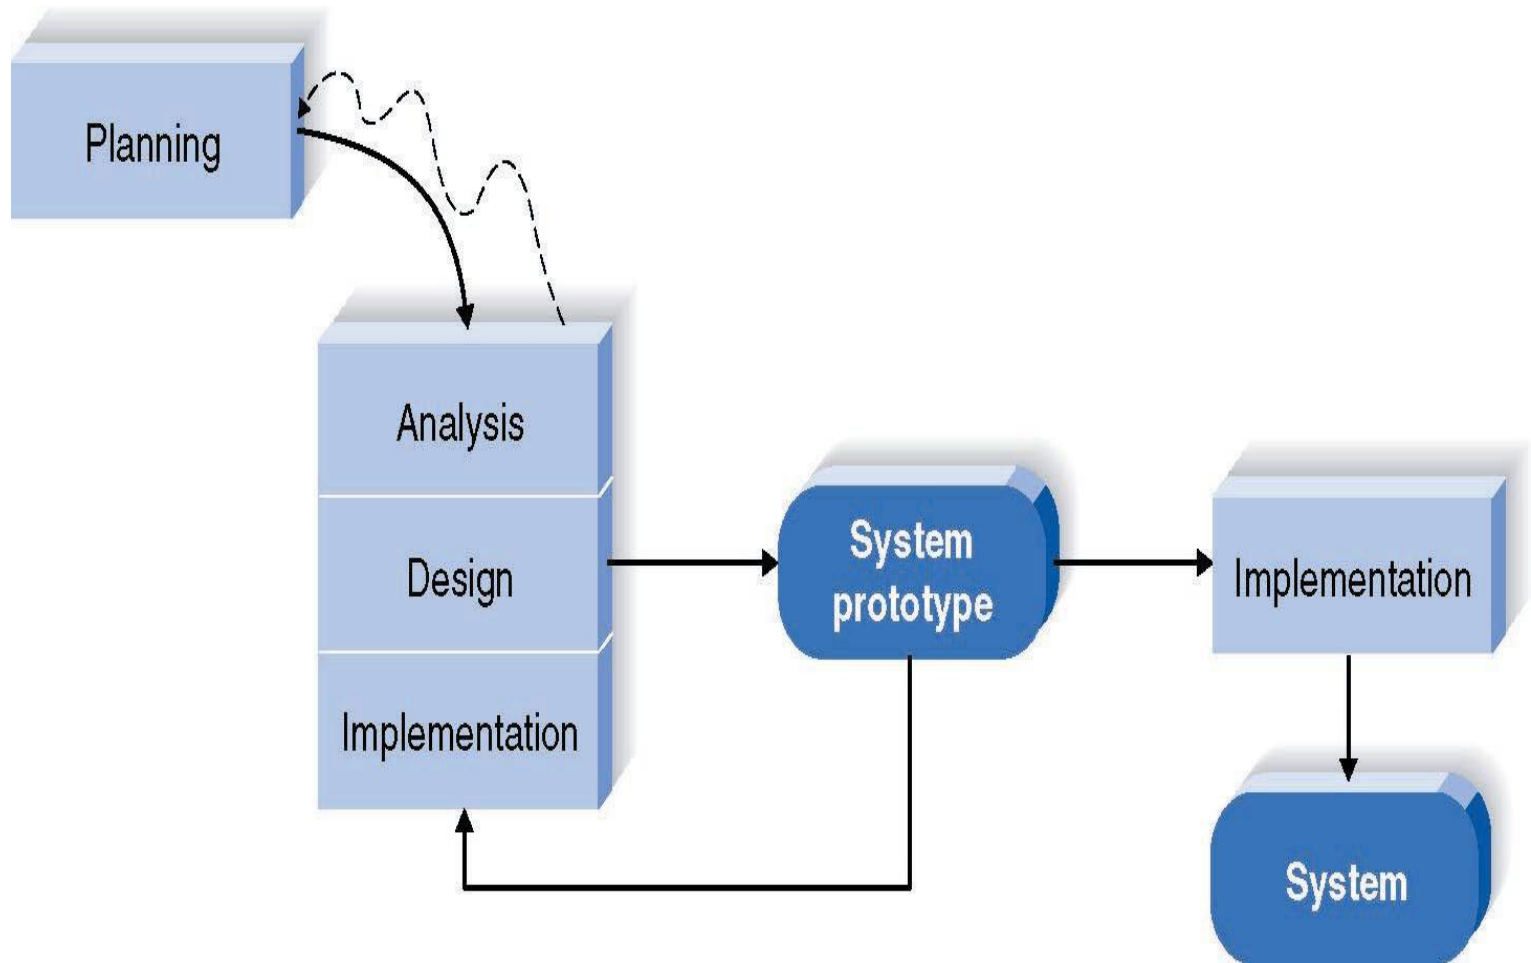 Planning
Analysis
Design
Implementation
System
prototype
Implementation
System